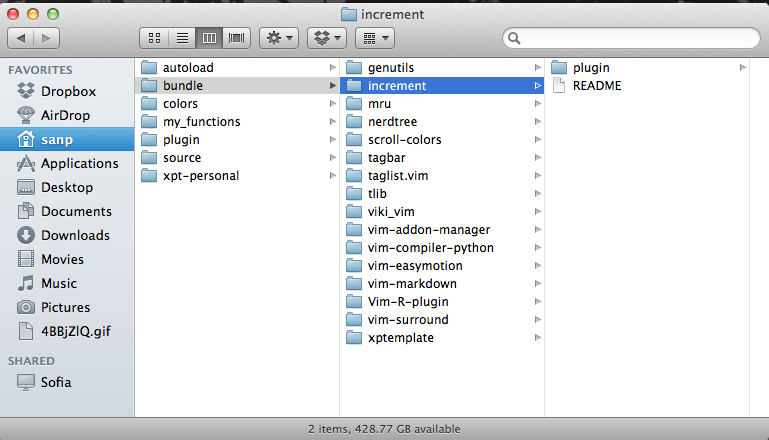 increment
FAVORITES
Dropbox
AirDrop
sanp
Applications
Desktop
Documents
Downloads
Movies
Music
Pictures
4BBjZlQ.gif
SHARED
Sofia
autoload
bundle
colors
my_functions
plugin
source
xpt-personal
genutils
increment
mru
nerdtree
scroll-colors
tagbar
taglist.vim
tlib
viki_vim
vim-addon-manager
vim-compiler-python
vim-easymotion
vim-markdown
Vim-R-plugin
vim-surround
xptemplate
plugin
README
2 items, 428.77 GB available